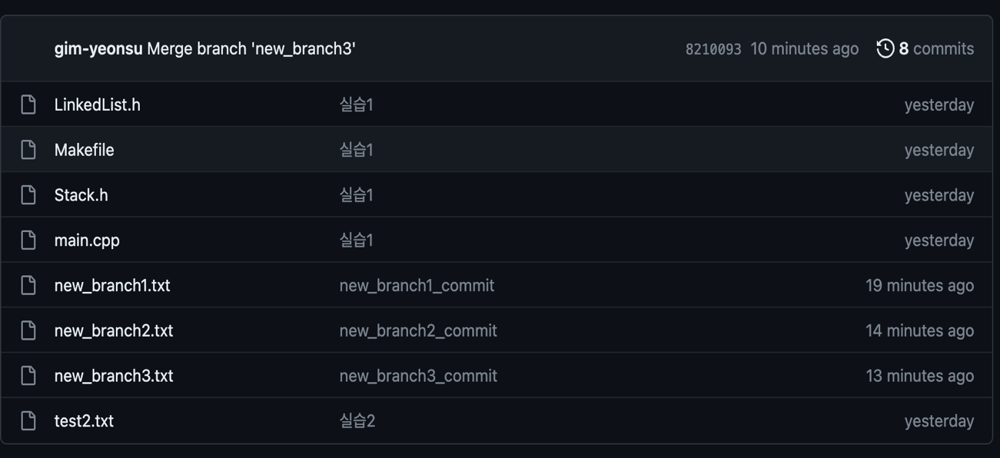 gim-yeonsu Merge branch 'new_branch3' 8210093 10 minutes ago 8 commits
LinkedList.h 실습1 yesterday
Makefile 실습1 yesterday
Stack.h 실습1 yesterday
main.cpp 실습1 yesterday
new_branch1.txt new_branch1_commit 19 minutes ago
new_branch2.txt new_branch2_commit 14 minutes ago
new_branch3.txt new_branch3_commit 13 minutes ago
test2.txt 실습2 yesterday